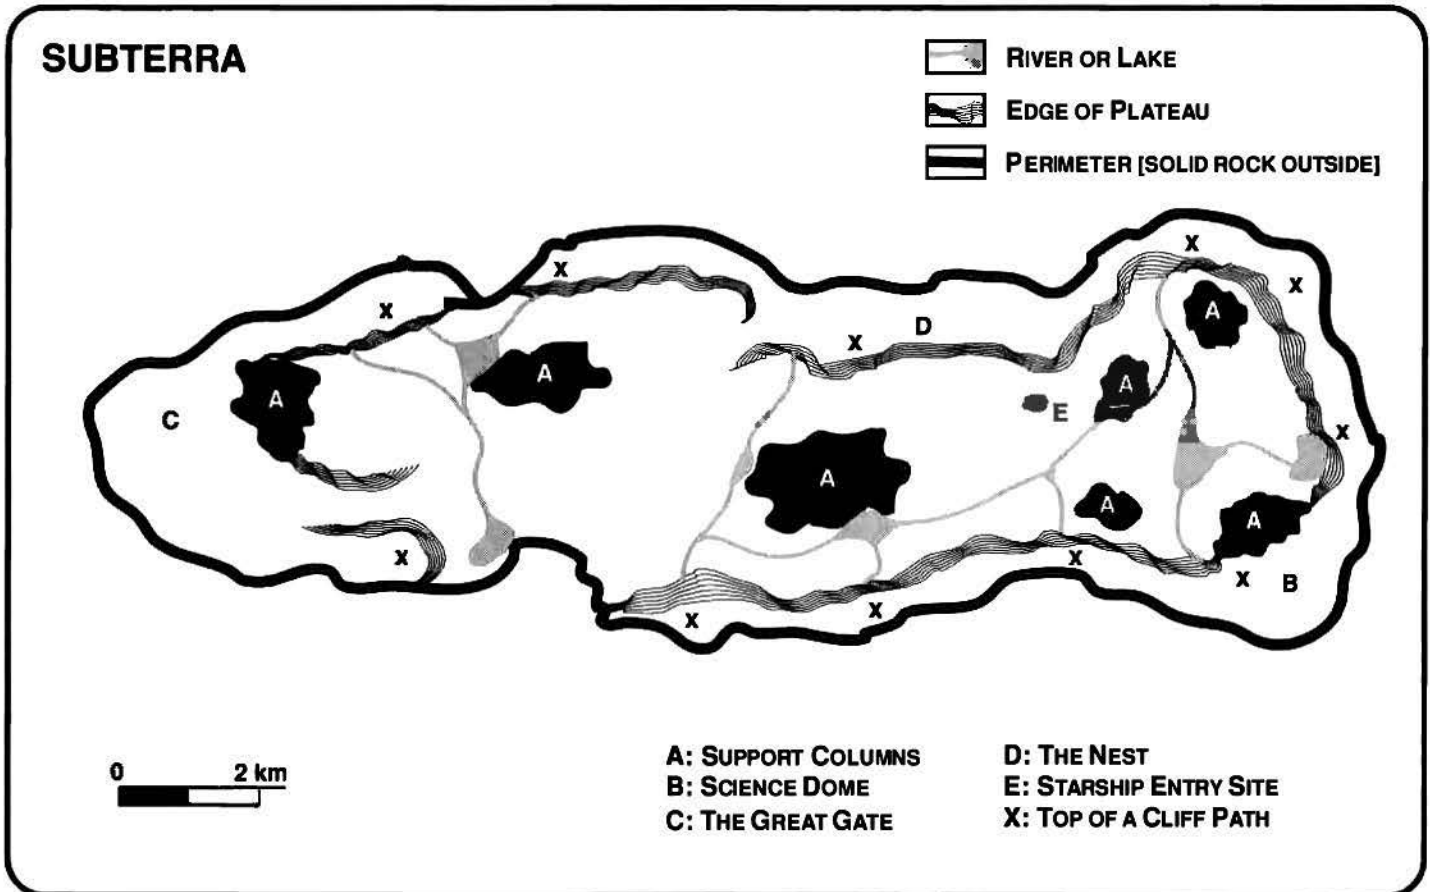 SUBTERRA
RIVER OR LAKE
EDGE OF PLATEAU
PERIMETER [SOLID ROCK OUTSIDE]
X
X
X
X
D
X
A
A
A
A
E
C
X
A
A
A
X
X
X
B
X
X
0 2 km
A: SUPPORT COLUMNS
B: SCIENCE DOME
C: THE GREAT GATE
D: THE NEST
E: STARSHIP ENTRY SITE
X: TOP OF A CLIFF PATH